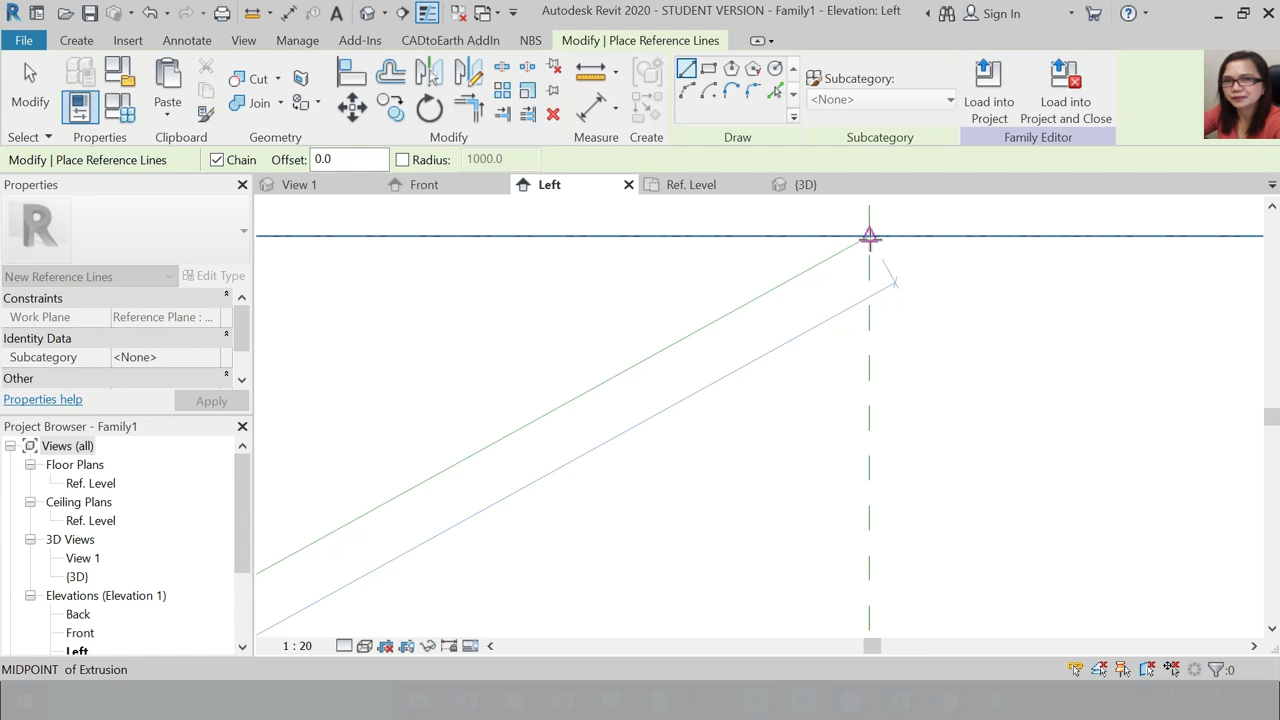 Autodesk Revit 2020 - STUDENT VERSION - Family1 - Elevation: Left
Sign In
File Create Insert Annotate View Manage Add-Ins CADtoEarth AddIn NBS Modify | Place Reference Lines
Modify
Paste
Cut
Join
Subcategory:
<None>
Load into Project
Load into Project and Close
Select Properties Clipboard Geometry Modify Measure Create Draw Subcategory Family Editor
Modify | Place Reference Lines Chain Offset: 0.0 Radius: 1000.0
Properties
View 1 Front Left Ref. Level {3D}
New Reference Lines Edit Type
Constraints
Work Plane Reference Plane : ...
Identity Data
Subcategory <None>
Other
Properties help Apply
Project Browser - Family1
Views (all)
Floor Plans
Ref. Level
Ceiling Plans
Ref. Level
3D Views
View 1
{3D}
Elevations (Elevation 1)
Back
Front
Left
1 : 20
MIDPOINT of Extrusion
:0